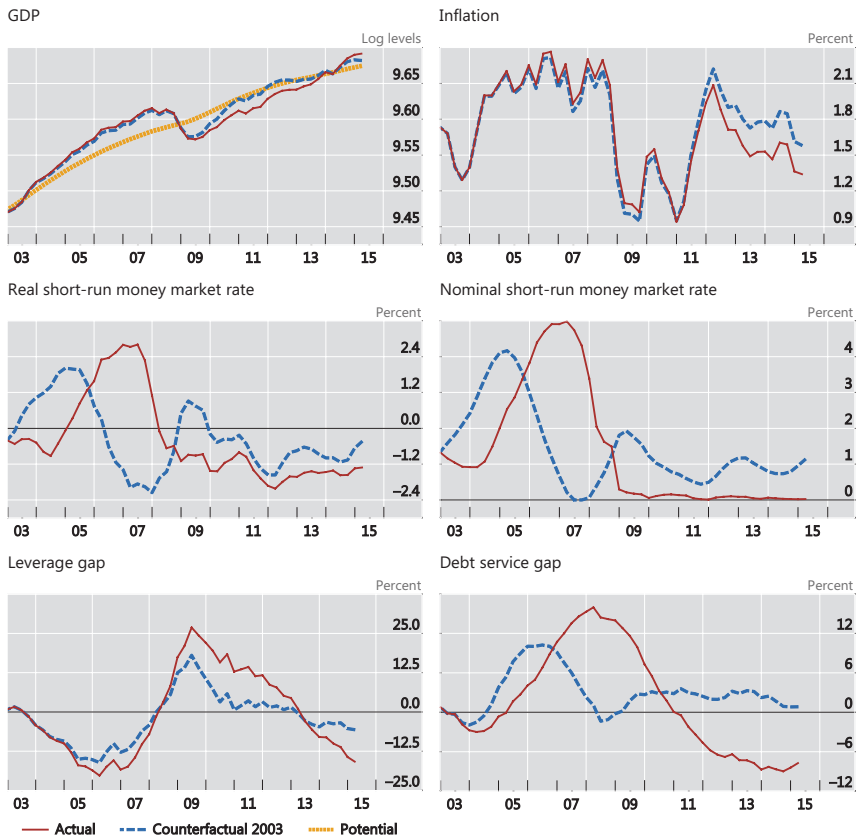 GDP
Log levels
9.65
9.60
9.55
9.50
9.45
03 05 07 09 11 13 15
Inflation
Percent
2.1
1.8
1.5
1.2
0.9
03 05 07 09 11 13 15
Real short-run money market rate
Percent
2.4
1.2
0.0
–1.2
–2.4
03 05 07 09 11 13 15
Nominal short-run money market rate
Percent
4
3
2
1
0
03 05 07 09 11 13 15
Leverage gap
Percent
25.0
12.5
0.0
–12.5
–25.0
03 05 07 09 11 13 15
Debt service gap
Percent
12
6
0
–6
–12
03 05 07 09 11 13 15
Actual Counterfactual 2003 Potential